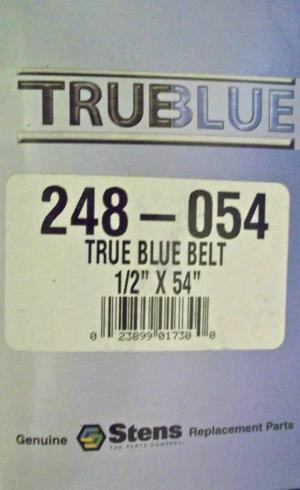 TRUEBLUE
248-054
TRUE BLUE BELT
1/2" X 54"
0 23899 01730 0
Genuine Stens Replacement Parts
THE PARTS COMPANY